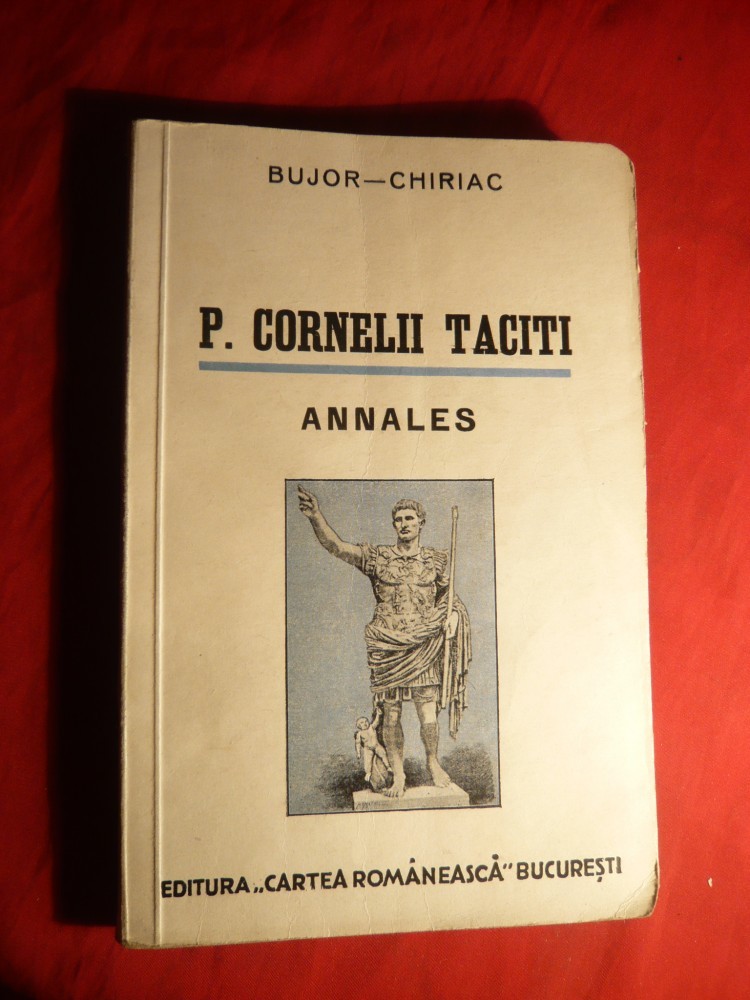 BUJOR—CHIRIAC
P. CORNELII TACITI
ANNALES
EDITURA „CARTEA ROMÂNEASCĂ" BUCUREȘTI